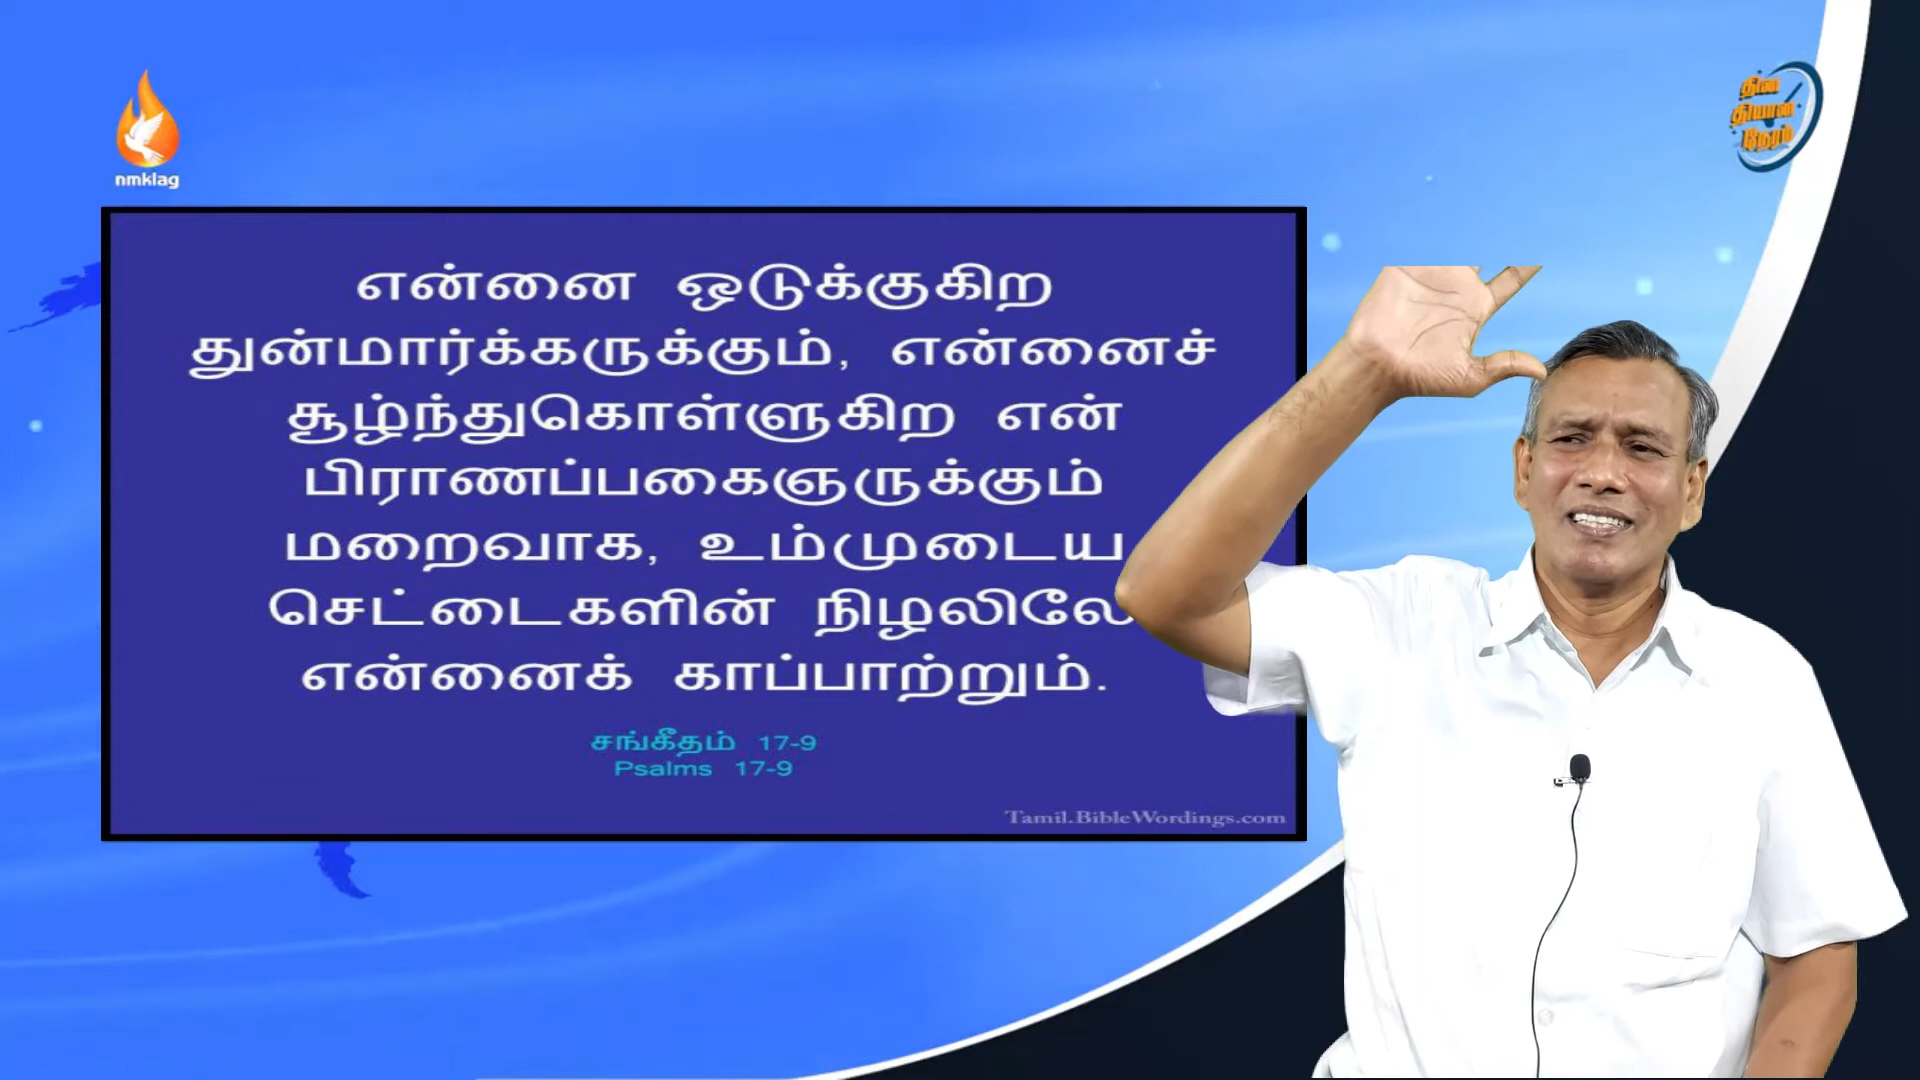 nmklag
தின
தியான
நேரம்
என்னை ஒடுக்குகிற
துன்மார்க்கருக்கும், என்னைச்
சூழ்ந்துகொள்ளுகிற என்
பிராணப்பகைஞருக்கும்
மறைவாக, உம்முடைய
செட்டைகளின் நிழலிலே
என்னைக் காப்பாற்றும்.
சங்கீதம் 17-9
Psalms 17-9
Tamil.BibleWordings.com